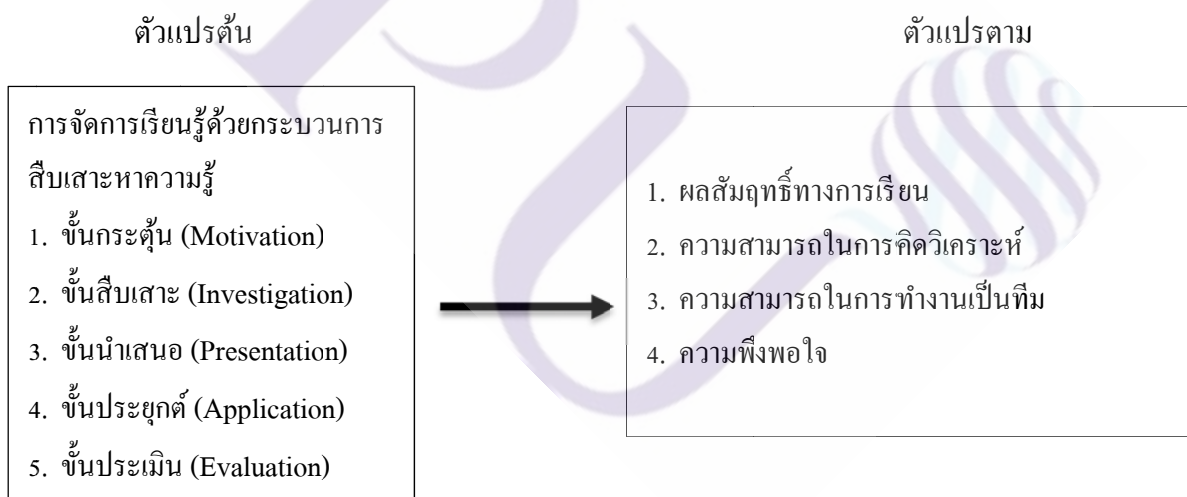 ตัวแปรต้น
ตัวแปรตาม
การจัดการเรียนรู้ด้วยกระบวนการ
สืบเสาะหาความรู้
1. ขั้นกระตุ้น (Motivation)
2. ขั้นสืบเสาะ (Investigation)
3. ขั้นนำเสนอ (Presentation)
4. ขั้นประยุกต์ (Application)
5. ขั้นประเมิน (Evaluation)
1. ผลสัมฤทธิ์ทางการเรียน
2. ความสามารถในการคิดวิเคราะห์
3. ความสามารถในการทำงานเป็นทีม
4. ความพึงพอใจ